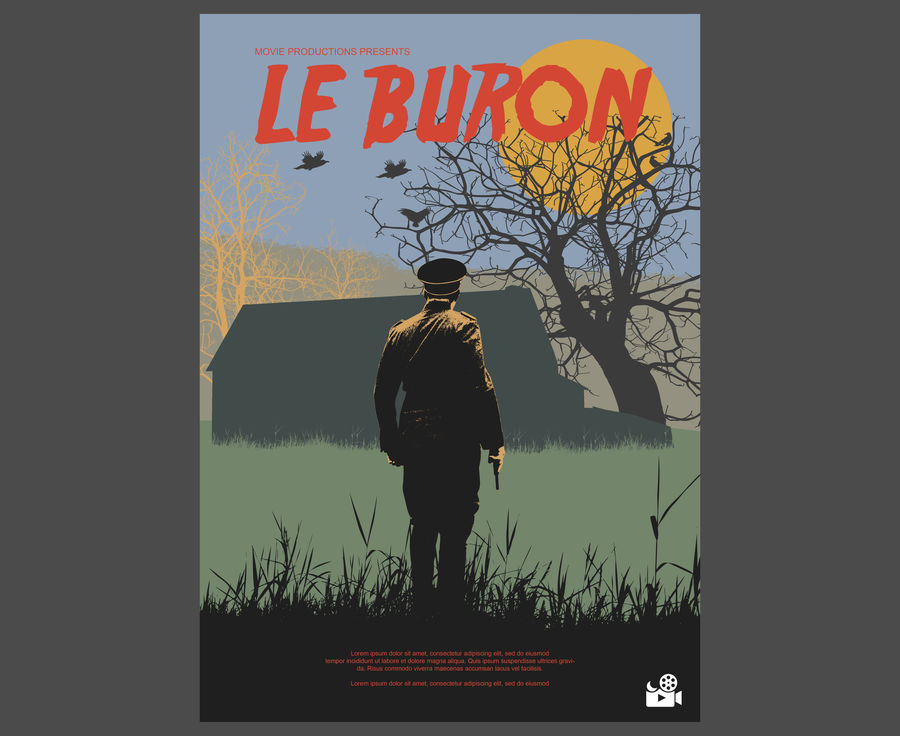 MOVIE PRODUCTIONS PRESENTS
LE BURON
Lorem ipsum dolor sit amet, consectetur adipiscing elit, sed do eiusmod
tempor incididunt ut labore et dolore magna aliqua. Quis ipsum suspendisse ultrices gravi-
da. Risus commodo viverra maecenas accumsan lacus vel facilisis.
Lorem ipsum dolor sit amet, consectetur adipiscing elit, sed do eiusmod